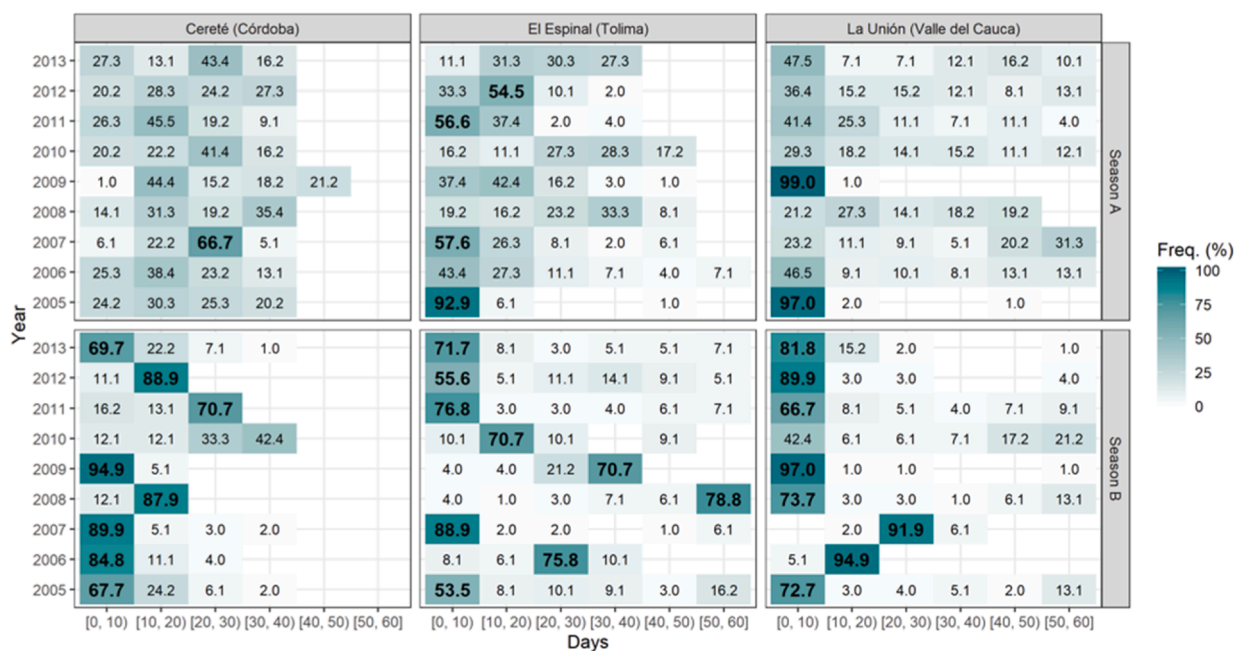 Cereté (Córdoba) El Espinal (Tolima) La Unión (Valle del Cauca)
2013 27.3 13.1 43.4 16.2 11.1 31.3 30.3 27.3 47.5 7.1 7.1 12.1 16.2 10.1
2012 20.2 28.3 24.2 27.3 33.3 54.5 10.1 2.0 36.4 15.2 15.2 12.1 8.1 13.1
2011 26.3 45.5 19.2 9.1 56.6 37.4 2.0 4.0 41.4 25.3 11.1 7.1 11.1 4.0
2010 20.2 22.2 41.4 16.2 16.2 11.1 27.3 28.3 17.2 29.3 18.2 14.1 15.2 11.1 12.1
2009 1.0 44.4 15.2 18.2 21.2 37.4 42.4 16.2 3.0 1.0 99.0 1.0
2008 14.1 31.3 19.2 35.4 19.2 16.2 23.2 33.3 8.1 21.2 27.3 14.1 18.2 19.2
2007 6.1 22.2 66.7 5.1 57.6 26.3 8.1 2.0 6.1 23.2 11.1 9.1 5.1 20.2 31.3
2006 25.3 38.4 23.2 13.1 43.4 27.3 11.1 7.1 4.0 7.1 46.5 9.1 10.1 8.1 13.1 13.1
2005 24.2 30.3 25.3 20.2 92.9 6.1 1.0 97.0 2.0 1.0
Season A
Year
2013 69.7 22.2 7.1 1.0 71.7 8.1 3.0 5.1 5.1 7.1 81.8 15.2 2.0 1.0
2012 11.1 88.9 55.6 5.1 11.1 14.1 9.1 5.1 89.9 3.0 3.0 4.0
2011 16.2 13.1 70.7 76.8 3.0 3.0 4.0 6.1 7.1 66.7 8.1 5.1 4.0 7.1 9.1
2010 12.1 12.1 33.3 42.4 10.1 70.7 10.1 9.1 42.4 6.1 6.1 7.1 17.2 21.2
2009 94.9 5.1 4.0 4.0 21.2 70.7 97.0 1.0 1.0 1.0
2008 12.1 87.9 4.0 1.0 3.0 7.1 6.1 78.8 73.7 3.0 3.0 1.0 6.1 13.1
2007 89.9 5.1 3.0 2.0 88.9 2.0 2.0 1.0 6.1 2.0 91.9 6.1
2006 84.8 11.1 4.0 8.1 6.1 75.8 10.1 5.1 94.9
2005 67.7 24.2 6.1 2.0 53.5 8.1 10.1 9.1 3.0 16.2 72.7 3.0 4.0 5.1 2.0 13.1
Season B
[0, 10) [10, 20) [20, 30) [30, 40) [40, 50) [50, 60] [0, 10) [10, 20) [20, 30) [30, 40) [40, 50) [50, 60] [0, 10) [10, 20) [20, 30) [30, 40) [40, 50) [50, 60]
Days
Freq. (%)
100
75
50
25
0